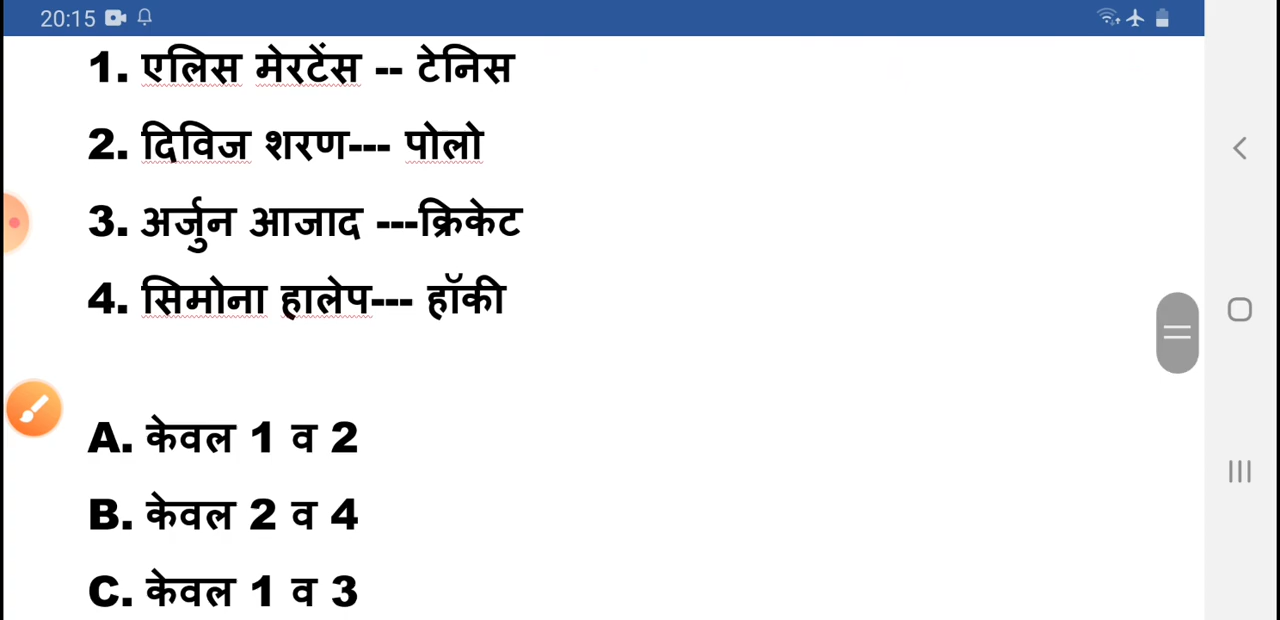 20:15
1. एलिस मेरटेंस -- टेनिस
2. दिविज शरण--- पोलो
3. अर्जुन आजाद ---क्रिकेट
4. सिमोना हालेप--- हॉकी
A. केवल 1 व 2
B. केवल 2 व 4
C. केवल 1 व 3